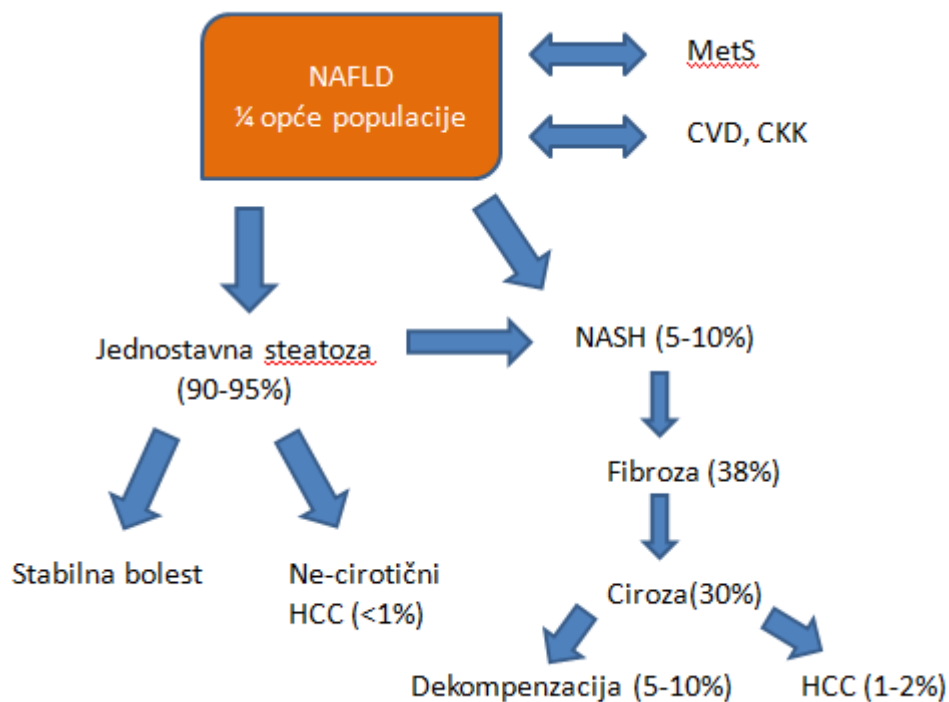 NAFLD
¼ opće populacije
MetS
CVD, CKK
Jednostavna steatoza
(90-95%)
NASH (5-10%)
Fibroza (38%)
Stabilna bolest
Ne-cirotični
HCC (<1%)
Ciroza(30%)
Dekompenzacija (5-10%)
HCC (1-2%)